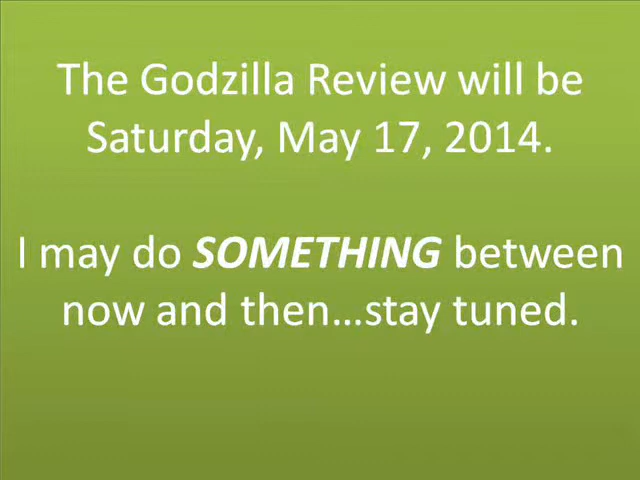 The Godzilla Review will be
Saturday, May 17, 2014.
I may do SOMETHING between
now and then…stay tuned.